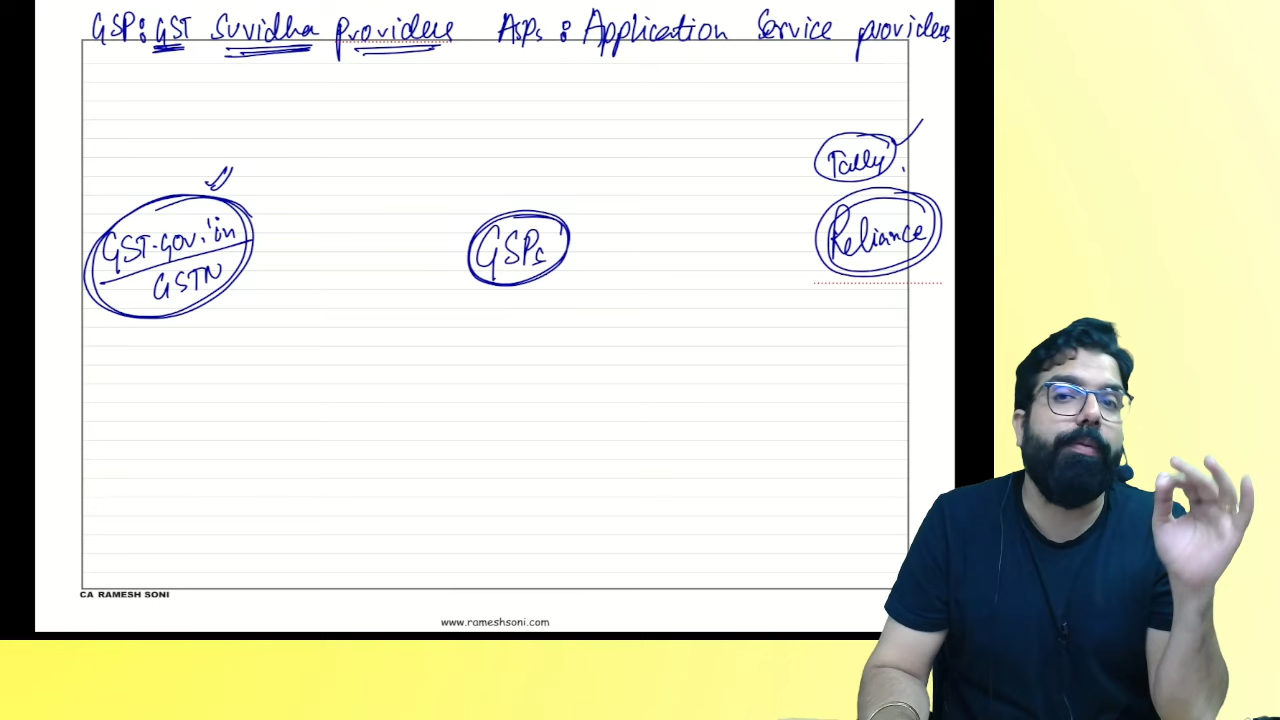 GSP: GST Suvidha providers ASPs : Application Service providers
Tally
GST.gov.in
GSPs
Reliance
GSTN
CA RAMESH SONI
www.rameshsoni.com